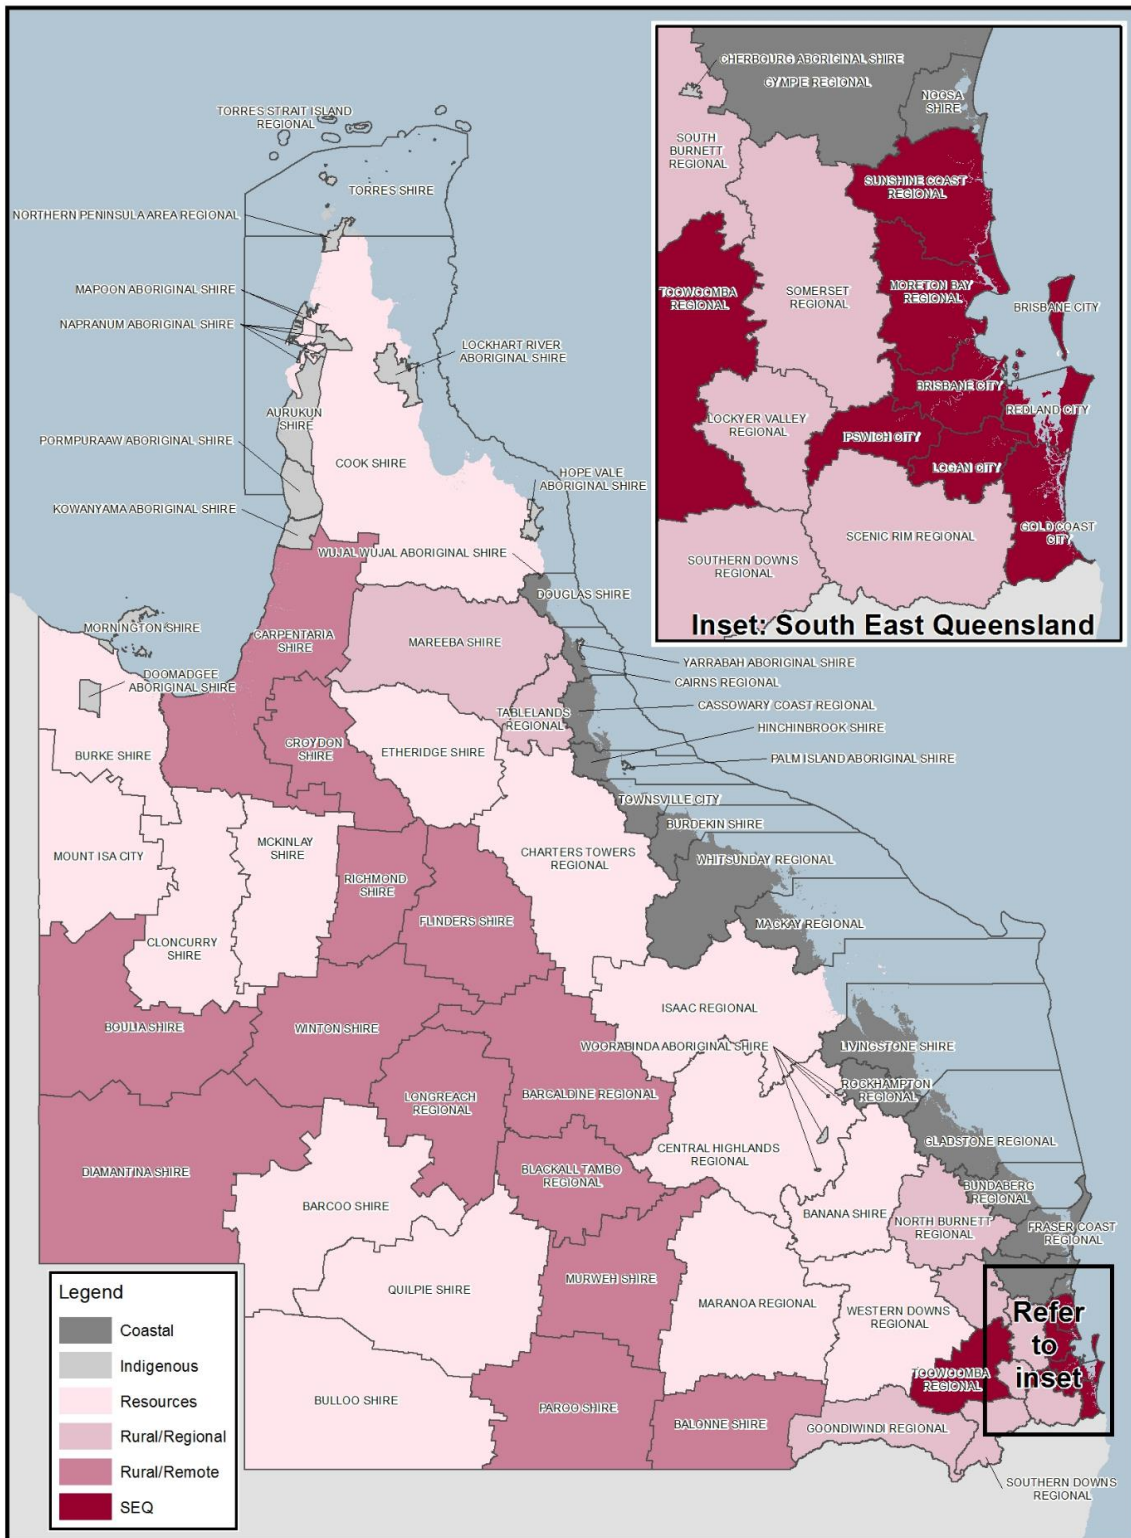 TORRES STRAIT ISLAND
REGIONAL
TORRES SHIRE
NORTHERN PENINSULA AREA REGIONAL
MAPOON ABORIGINAL SHIRE
NAPRANUM ABORIGINAL SHIRE
LOCKHART RIVER
ABORIGINAL SHIRE
AURUKUN
SHIRE
PORMPURAAW ABORIGINAL SHIRE
COOK SHIRE
HOPE VALE
ABORIGINAL SHIRE
KOWANYAMA ABORIGINAL SHIRE
WUJAL WUJAL ABORIGINAL SHIRE
DOUGLAS SHIRE
MORNINGTON SHIRE
CARPENTARIA
SHIRE
MAREEBA SHIRE
YARRABAH ABORIGINAL SHIRE
CAIRNS REGIONAL
DOOMADGEE
ABORIGINAL SHIRE
TABLELANDS
REGIONAL
CASSOWARY COAST REGIONAL
HINCHINBROOK SHIRE
CROYDON
SHIRE
ETHERIDGE SHIRE
BURKE SHIRE
PALM ISLAND ABORIGINAL SHIRE
TOWNSVILLE CITY
BURDEKIN SHIRE
MOUNT ISA CITY
MCKINLAY
SHIRE
CHARTERS TOWERS
REGIONAL
WHITSUNDAY REGIONAL
RICHMOND
SHIRE
FLINDERS SHIRE
MACKAY REGIONAL
CLONCURRY
SHIRE
ISAAC REGIONAL
BOULIA SHIRE
WINTON SHIRE
WOORABINDA ABORIGINAL SHIRE
LIVINGSTONE SHIRE
ROCKHAMPTON
REGIONAL
LONGREACH
REGIONAL
BARCALDINE REGIONAL
GLADSTONE REGIONAL
CENTRAL HIGHLANDS
REGIONAL
DIAMANTINA SHIRE
BLACKALL TAMBO
REGIONAL
BUNDABERG
REGIONAL
BARCOO SHIRE
BANANA SHIRE
NORTH BURNETT
REGIONAL
FRASER COAST
REGIONAL
QUILPIE SHIRE
MURWEH SHIRE
MARANOA REGIONAL
WESTERN DOWNS
REGIONAL
Refer
to
inset
TOOWOOMBA
REGIONAL
BULLOO SHIRE
PAROO SHIRE
BALONNE SHIRE
GOONDIWINDI REGIONAL
SOUTHERN DOWNS
REGIONAL
Legend
Coastal
Indigenous
Resources
Rural/Regional
Rural/Remote
SEQ
CHERBOURG ABORIGINAL SHIRE
GYMPIE REGIONAL
NOOSA
SHIRE
SOUTH
BURNETT
REGIONAL
SUNSHINE COAST
REGIONAL
TOOWOOMBA
REGIONAL
SOMERSET
REGIONAL
MORETON BAY
REGIONAL
BRISBANE CITY
BRISBANE CITY
LOCKYER VALLEY
REGIONAL
REDLAND CITY
IPSWICH CITY
LOGAN CITY
GOLD COAST
CITY
SCENIC RIM REGIONAL
SOUTHERN DOWNS
REGIONAL
Inset: South East Queensland